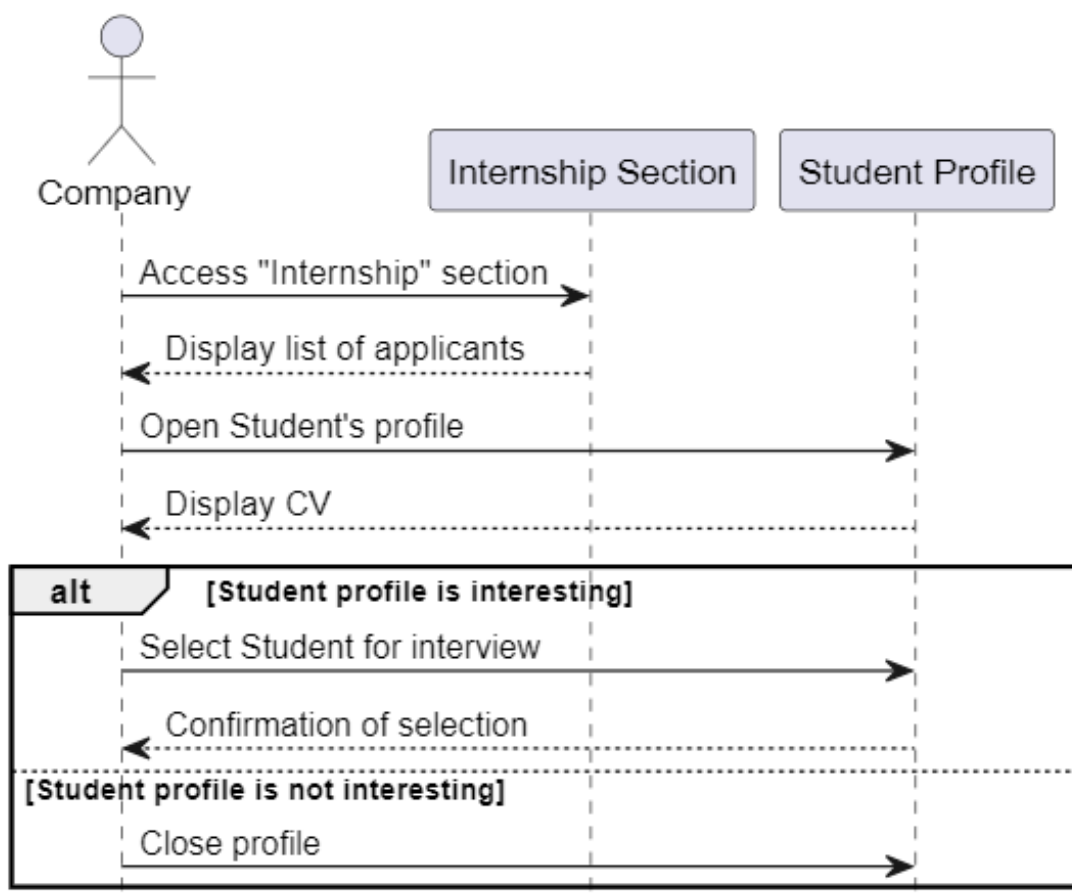 Company
Internship Section
Student Profile
Access "Internship" section
Display list of applicants
Open Student's profile
Display CV
alt
[Student profile is interesting]
Select Student for interview
Confirmation of selection
[Student profile is not interesting]
Close profile